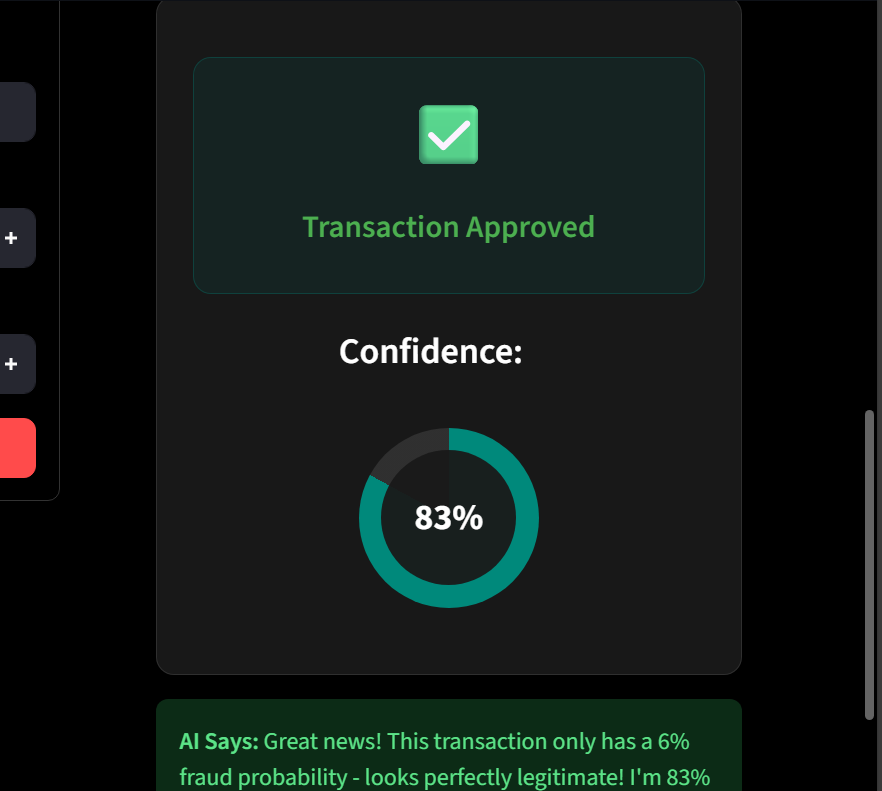 +
+
Transaction Approved
Confidence:
83%
AI Says: Great news! This transaction only has a 6%
fraud probability - looks perfectly legitimate! I'm 83%